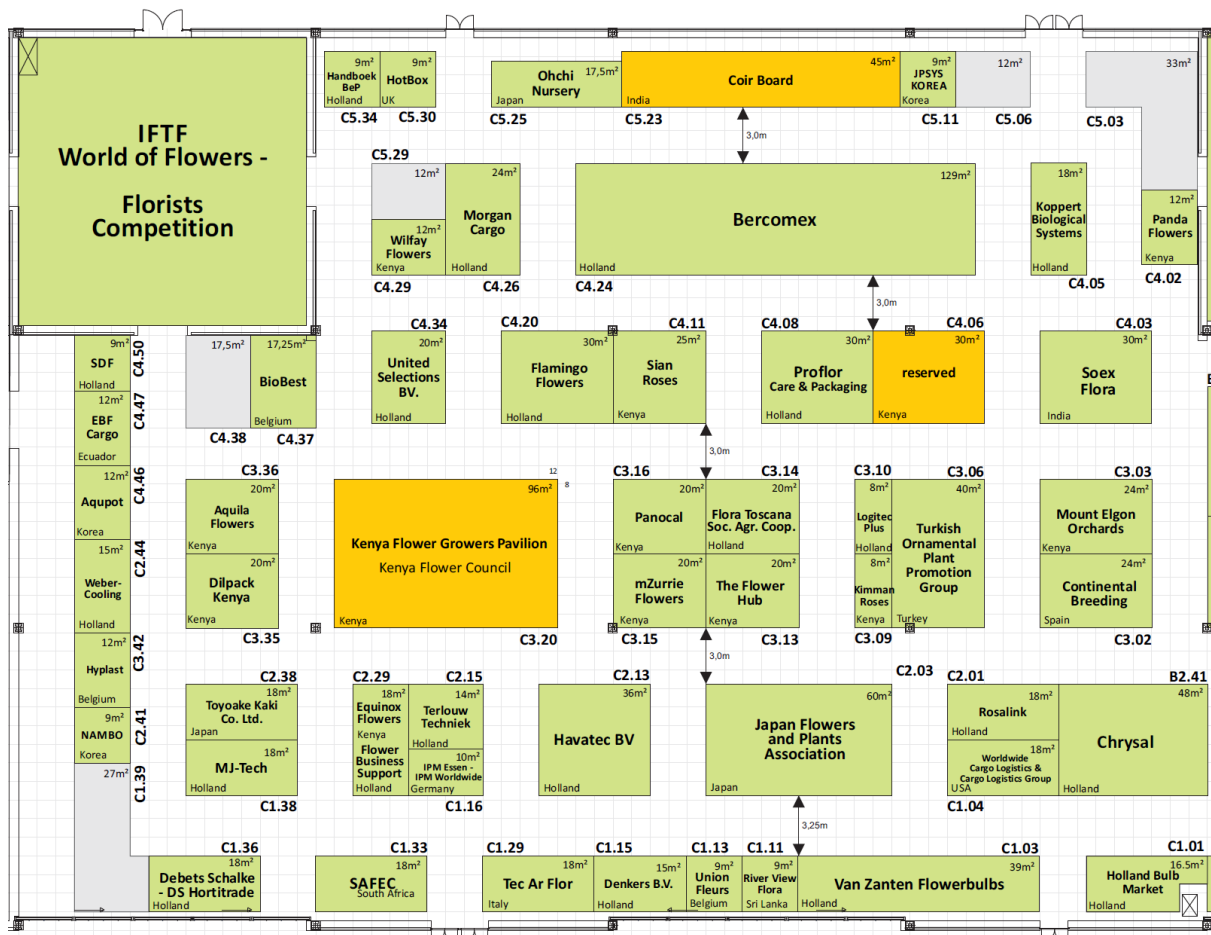 IFTF
World of Flowers -
Florists
Competition
9m²
Handboek
BeP
Holland
C5.34
9m²
HotBox
UK
C5.30
17,5m²
Ohchi
Nursery
Japan
C5.25
45m²
Coir Board
India
C5.23
9m²
JPSYS
KOREA
Korea
C5.11
12m²
C5.06
33m²
C5.03
3,0m
C5.29
12m²
12m²
Wilfay
Flowers
Kenya
C4.29
24m²
Morgan
Cargo
Holland
C4.26
129m²
Bercomex
Holland
C4.24
18m²
Koppert
Biological
Systems
Holland
C4.05
12m²
Panda
Flowers
Kenya
C4.02
3,0m
9m²
SDF
Holland
C4.50
12m²
EBF
Cargo
Ecuador
C4.47
17,5m²
C4.38
17,25m²
BioBest
Belgium
C4.37
C4.34
20m²
United
Selections
BV.
Holland
C4.20
30m²
Flamingo
Flowers
Holland
C4.11
25m²
Sian
Roses
Kenya
C4.08
30m²
Proflor
Care & Packaging
Holland
C4.06
30m²
reserved
Kenya
C4.03
30m²
Soex
Flora
India
3,0m
12m²
Aqupot
Korea
C4.46
15m²
Weber-
Cooling
Holland
C2.44
C3.36
20m²
Aquila
Flowers
Kenya
20m²
Dilpack
Kenya
Kenya
C3.35
12
8
96m²
Kenya Flower Growers Pavilion
Kenya Flower Council
Kenya
C3.20
C3.16
20m²
Panocal
Kenya
C3.14
20m²
Flora Toscana
Soc. Agr. Coop.
Holland
20m²
mZurrie
Flowers
Kenya
C3.15
20m²
The Flower
Hub
Kenya
C3.13
C3.10
8m²
Logitec
Plus
Holland
8m²
Kimman
Roses
Kenya
C3.09
C3.06
40m²
Turkish
Ornamental
Plant
Promotion
Group
Turkey
C3.03
24m²
Mount Elgon
Orchards
Kenya
24m²
Continental
Breeding
Spain
C3.02
3,0m
12m²
Hyplast
Belgium
C3.42
9m²
NAMBO
Korea
C2.41
27m²
C1.39
C2.38
18m²
Toyoake Kaki
Co. Ltd.
Japan
18m²
MJ-Tech
Holland
C1.38
C2.29
18m²
Equinox
Flowers
Kenya
Flower
Business
Support
Holland
C2.15
14m²
Terlouw
Techniek
Holland
10m²
IPM Essen -
IPM Worldwide
Germany
C1.16
C2.13
36m²
Havatec BV
Holland
C2.03
60m²
Japan Flowers
and Plants
Association
Japan
C2.01
18m²
Rosalink
Holland
18m²
Worldwide
Cargo Logistics &
Cargo Logistics Group
USA
C1.04
B2.41
48m²
Chrysal
Holland
3,25m
C1.36
18m²
Debets Schalke
- DS Hortitrade
Holland
C1.33
18m²
SAFEC
South Africa
C1.29
18m²
Tec Ar Flor
Italy
C1.15
15m²
Denkers B.V.
Holland
C1.13
9m²
Union
Fleurs
Belgium
C1.11
9m²
River View
Flora
Sri Lanka
C1.03
39m²
Van Zanten Flowerbulbs
Holland
C1.01
16.5m²
Holland Bulb
Market
Holland